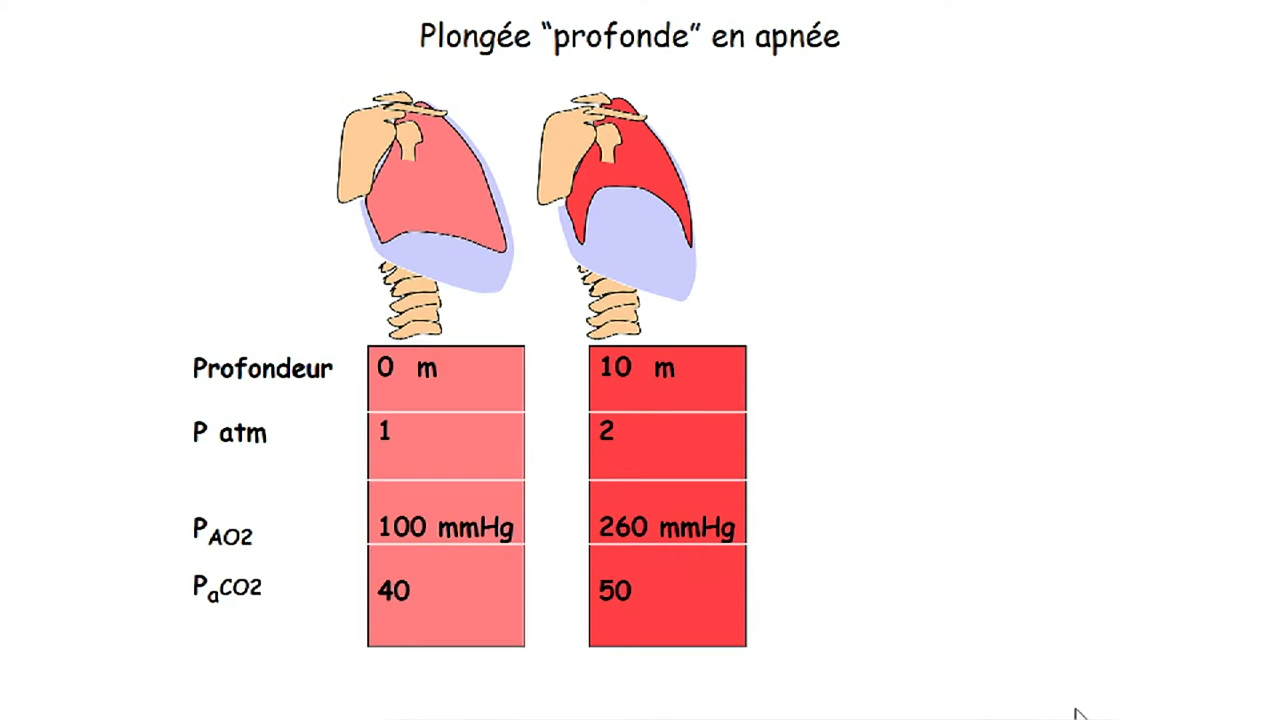 Plongée “profonde” en apnée
Profondeur 0 m 10 m
P atm 1 2
PAO2 100 mmHg 260 mmHg
PaCO2 40 50